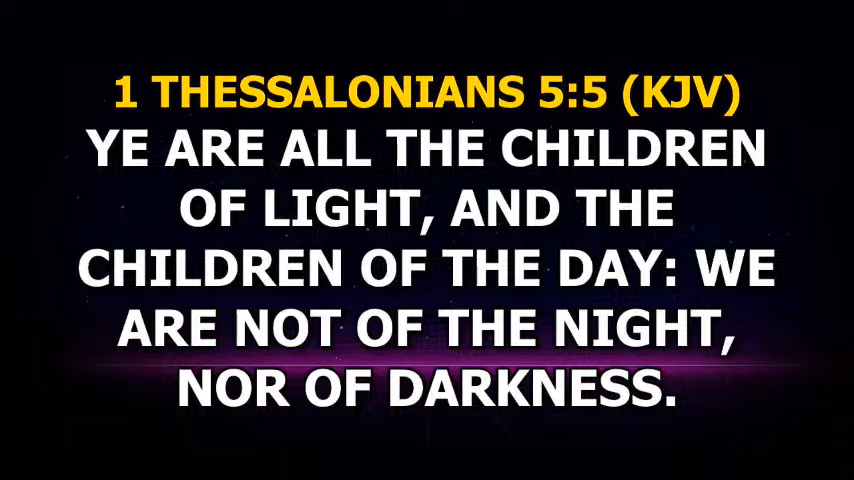 1 THESSALONIANS 5:5 (KJV)
YE ARE ALL THE CHILDREN
OF LIGHT, AND THE
CHILDREN OF THE DAY: WE
ARE NOT OF THE NIGHT,
NOR OF DARKNESS.